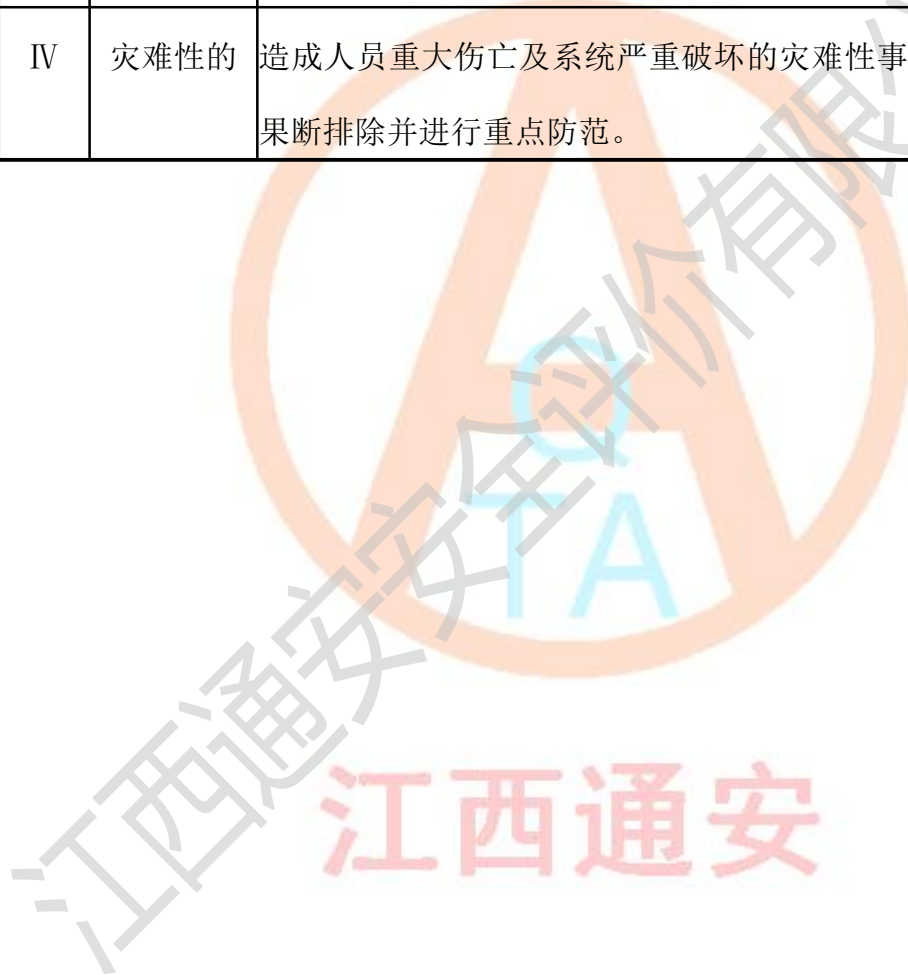 Ⅳ 灾难性的 造成人员重大伤亡及系统严重破坏的灾难性事
果断排除并进行重点防范。
Q
TA
江西通安
江西通安安全评价有限公